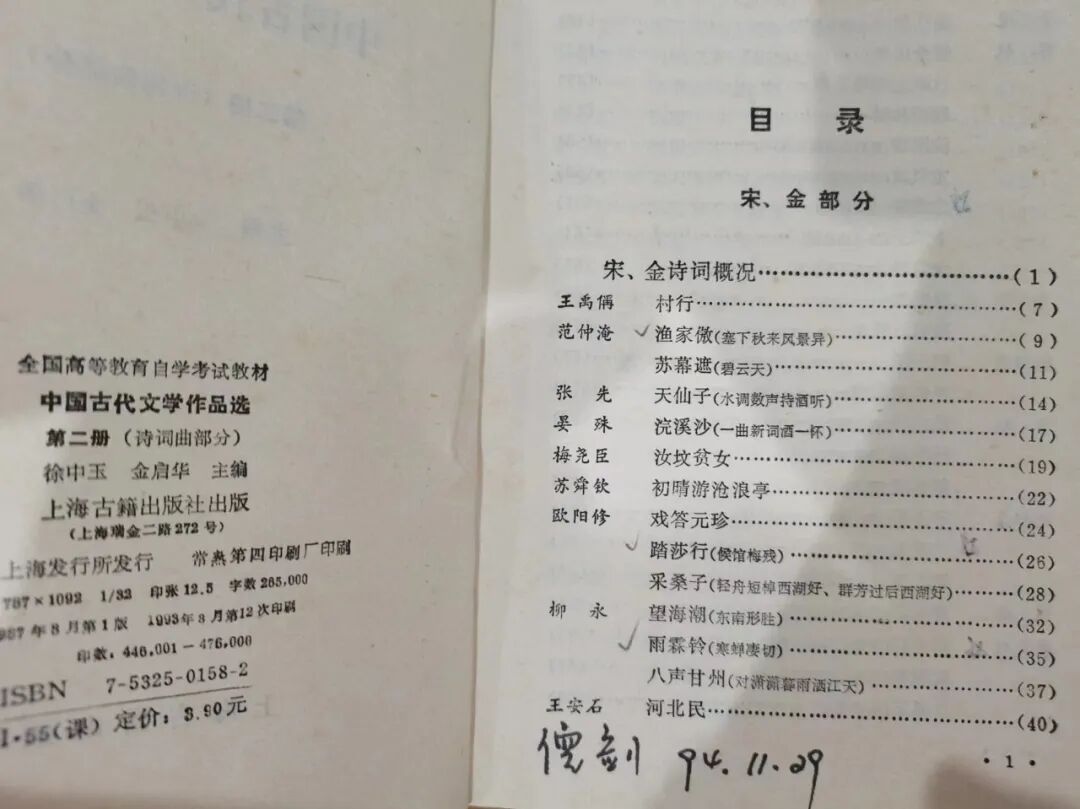 全国高等教育自学考试教材
中国古代文学作品选
第二册（诗词曲部分）
徐中玉 金启华 主编
上海古籍出版社出版
（上海瑞金二路272号）
上海发行所发行 常熟第四印刷厂印刷
787×1092 1/32 印张12.5 字数265,000
1987年8月第1版 1993年8月第12次印刷
印数：446,001—476,000
ISBN 7-5325-0158-2
I·55(课) 定价：3.90元
目 录
宋、金部分
宋、金诗词概况……(1)
王禹偁 村行……(7)
范仲淹 渔家傲(塞下秋来风景异)……(9)
苏幕遮(碧云天)……(11)
张 先 天仙子(水调数声持酒听)……(14)
晏 殊 浣溪沙(一曲新词酒一杯)……(17)
梅尧臣 汝坟贫女……(19)
苏舜钦 初晴游沧浪亭……(22)
欧阳修 戏答元珍……(24)
踏莎行(候馆梅残)……(26)
采桑子(轻舟短棹西湖好、群芳过后西湖好)……(28)
柳 永 望海潮(东南形胜)……(32)
雨霖铃(寒蝉凄切)……(35)
八声甘州(对潇潇暮雨洒江天)……(37)
王安石 河北民……(40)
94.11.29
·1·